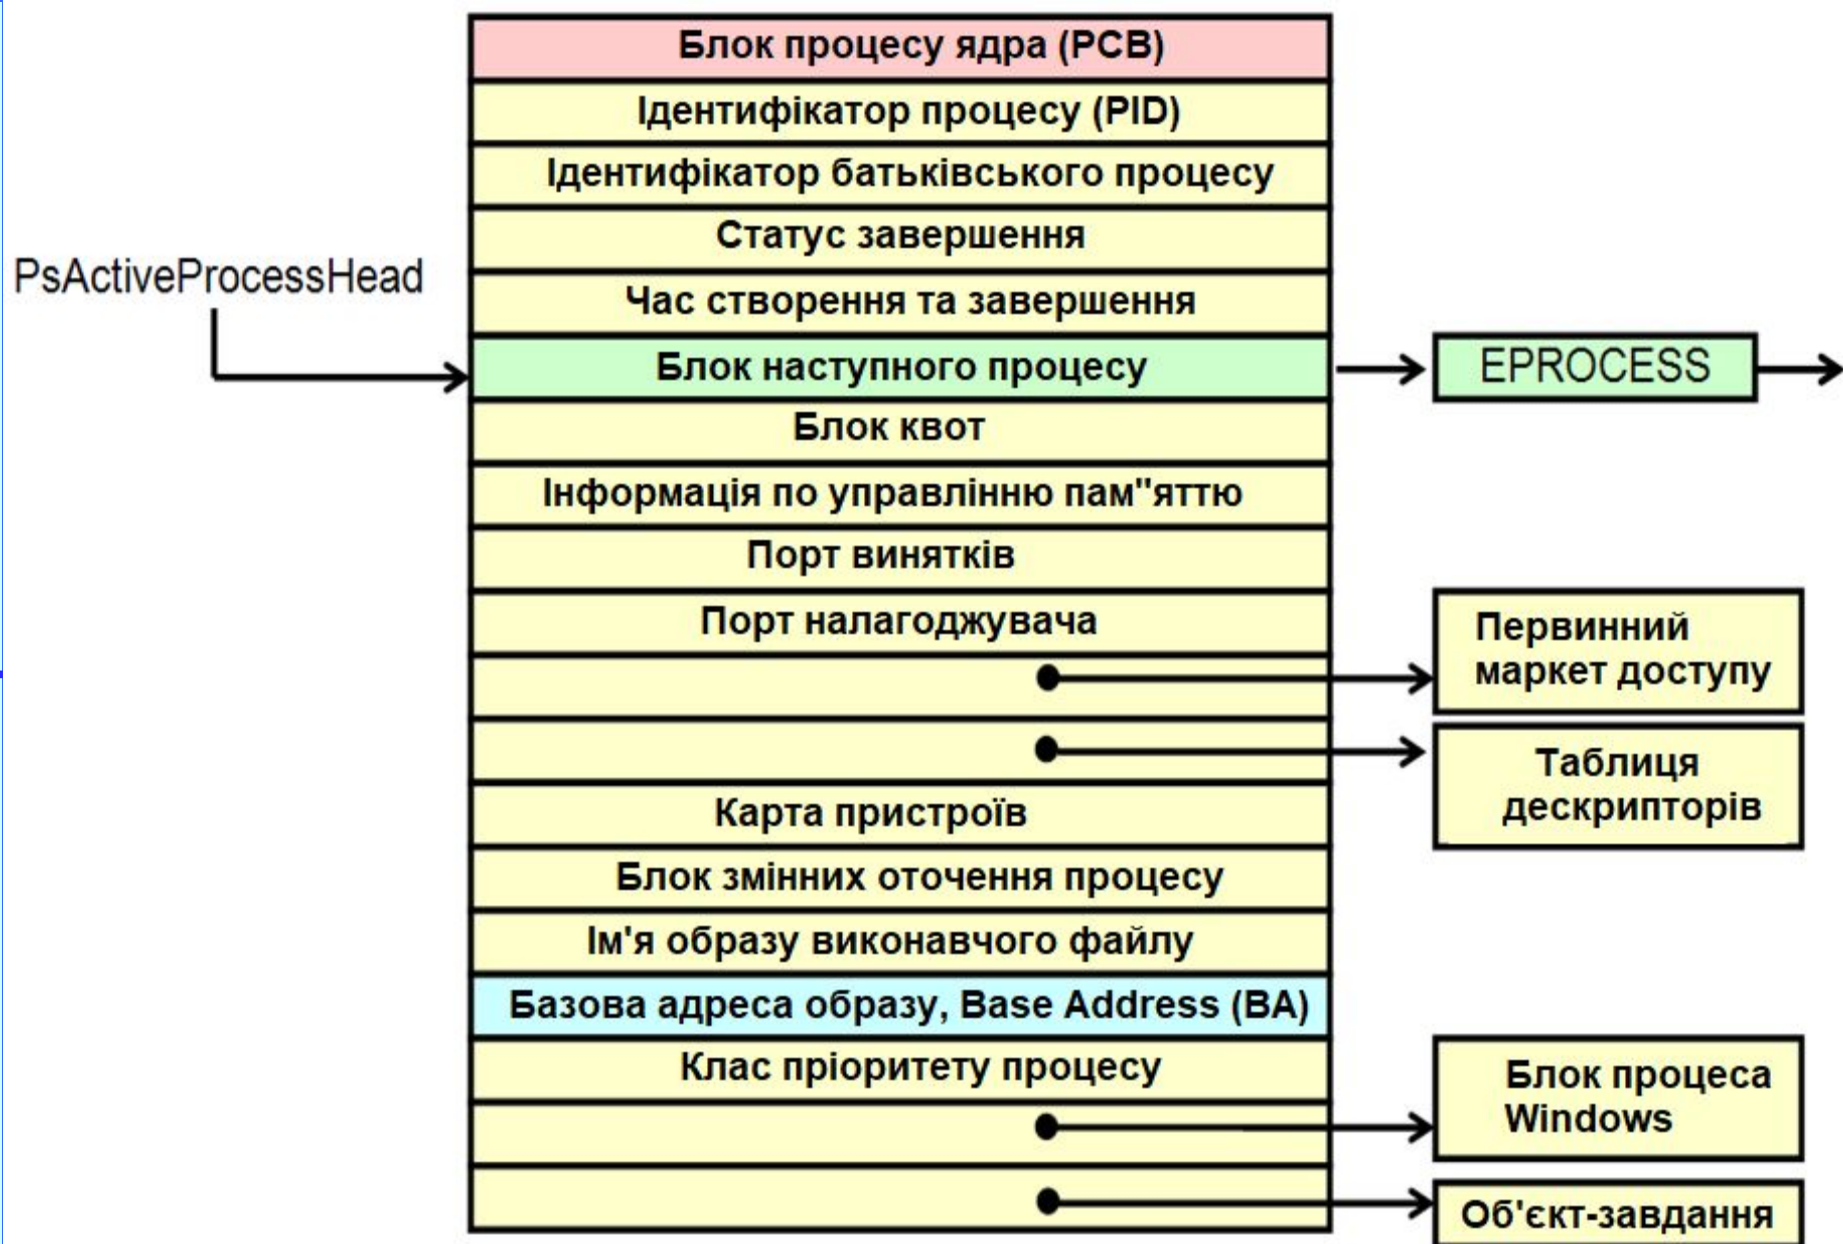 Блок процесу ядра (PCB)
Ідентифікатор процесу (PID)
Ідентифікатор батьківського процесу
Статус завершення
PsActiveProcessHead
Час створення та завершення
Блок наступного процесу
EPROCESS
Блок квот
Інформація по управлінню пам"яттю
Порт винятків
Порт налагоджувача
Первинний
маркет доступу
Таблиця
дескрипторів
Карта пристроїв
Блок змінних оточення процесу
Ім'я образу виконавчого файлу
Базова адреса образу, Base Address (BA)
Клас пріоритету процесу
Блок процеса
Windows
Об'єкт-завдання